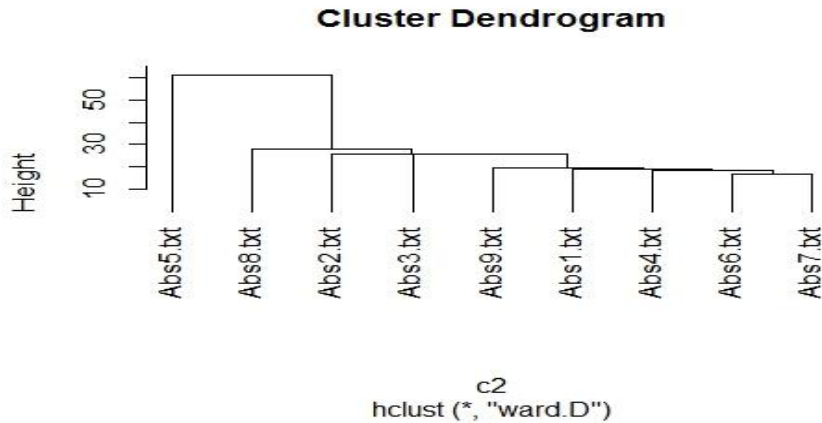 Cluster Dendrogram
Height
50
30
10
Abs5.txt
Abs8.txt
Abs2.txt
Abs3.txt
Abs9.txt
Abs1.txt
Abs4.txt
Abs6.txt
Abs7.txt
c2
hclust (*, "ward.D")